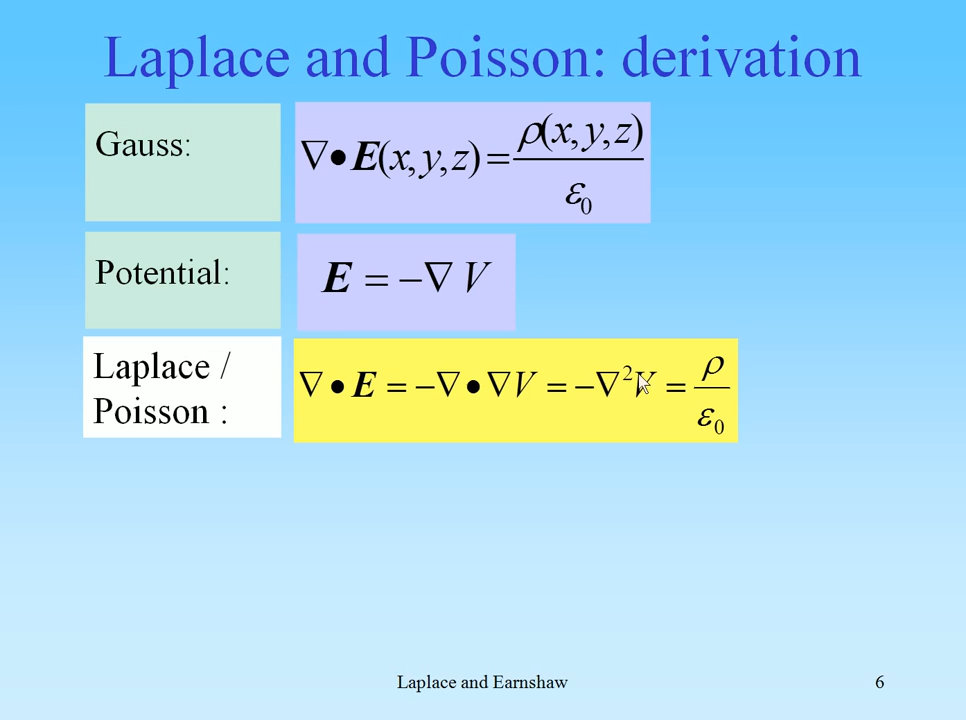 Laplace and Poisson: derivation
Gauss: ∇•E(x,y,z)=ρ(x,y,z)/ε₀
Potential: E = −∇ V
Laplace / Poisson : ∇•E = −∇•∇V = −∇²V = ρ/ε₀
Laplace and Earnshaw 6